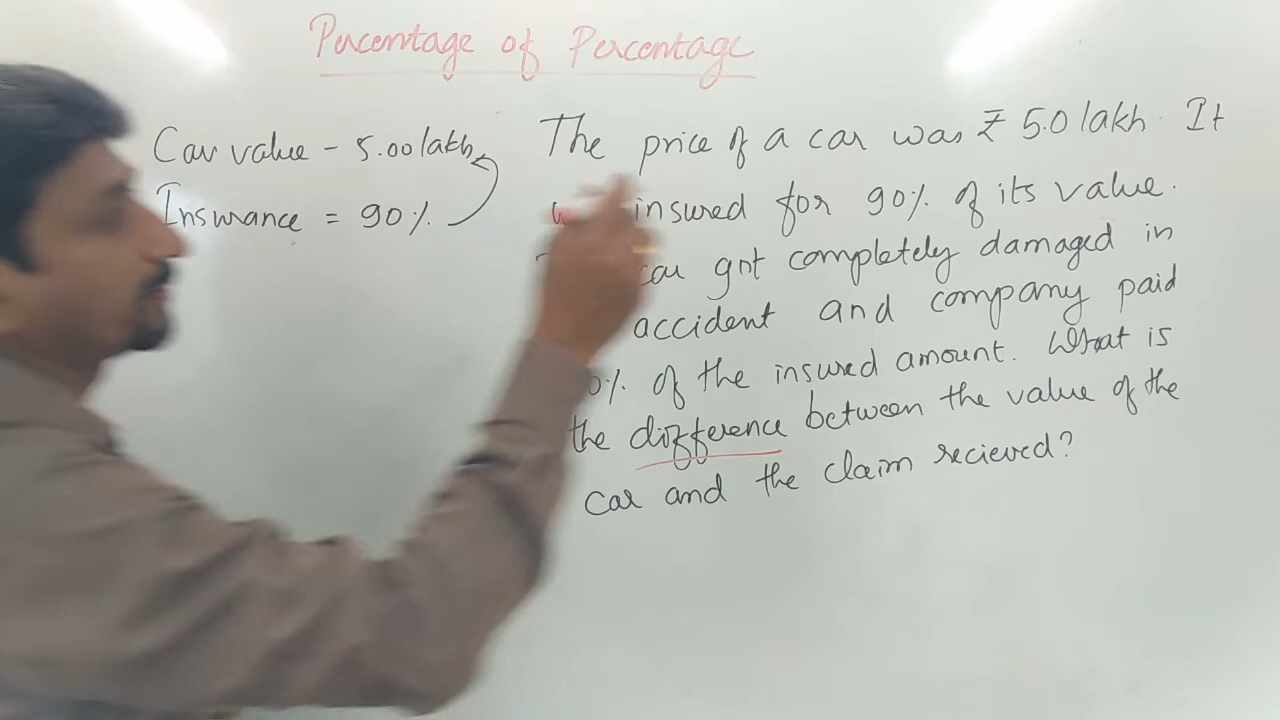 Pacentage of Percentage
Car value - 5.00 lakh
Insurance = 90%
The price of a car was ₹ 5.0 lakh. It
insured for 90% of its value.
car got completely damaged in
accident and company paid
0% of the insured amount. What is
the difference between the value of the
car and the claim recieved?